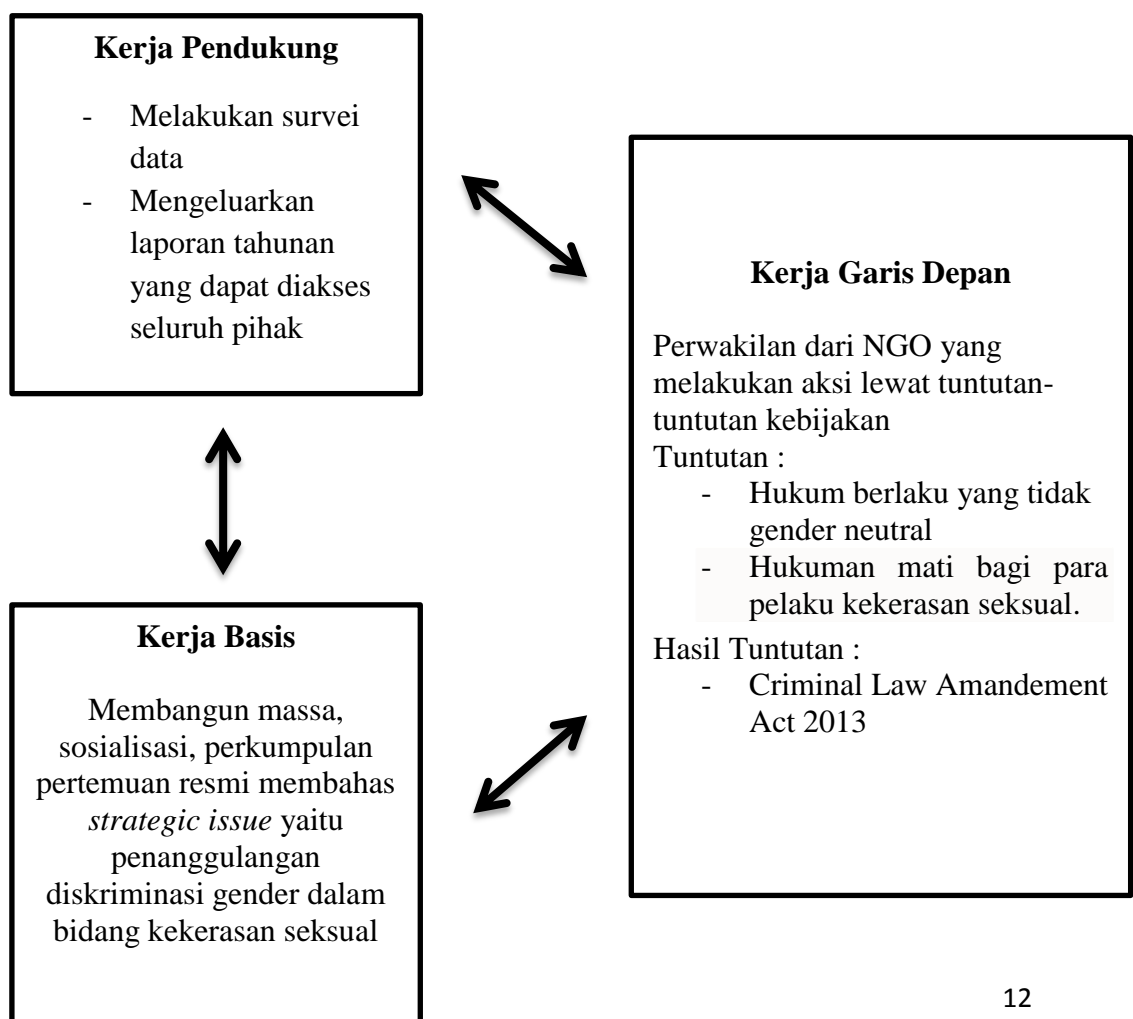 Kerja Pendukung
- Melakukan survei
data
- Mengeluarkan
laporan tahunan
yang dapat diakses
seluruh pihak
Kerja Basis
Membangun massa,
sosialisasi, perkumpulan
pertemuan resmi membahas
strategic issue yaitu
penanggulangan
diskriminasi gender dalam
bidang kekerasan seksual
Kerja Garis Depan
Perwakilan dari NGO yang
melakukan aksi lewat tuntutan-
tuntutan kebijakan
Tuntutan :
- Hukum berlaku yang tidak
gender neutral
- Hukuman mati bagi para
pelaku kekerasan seksual.
Hasil Tuntutan :
- Criminal Law Amandement
Act 2013
12